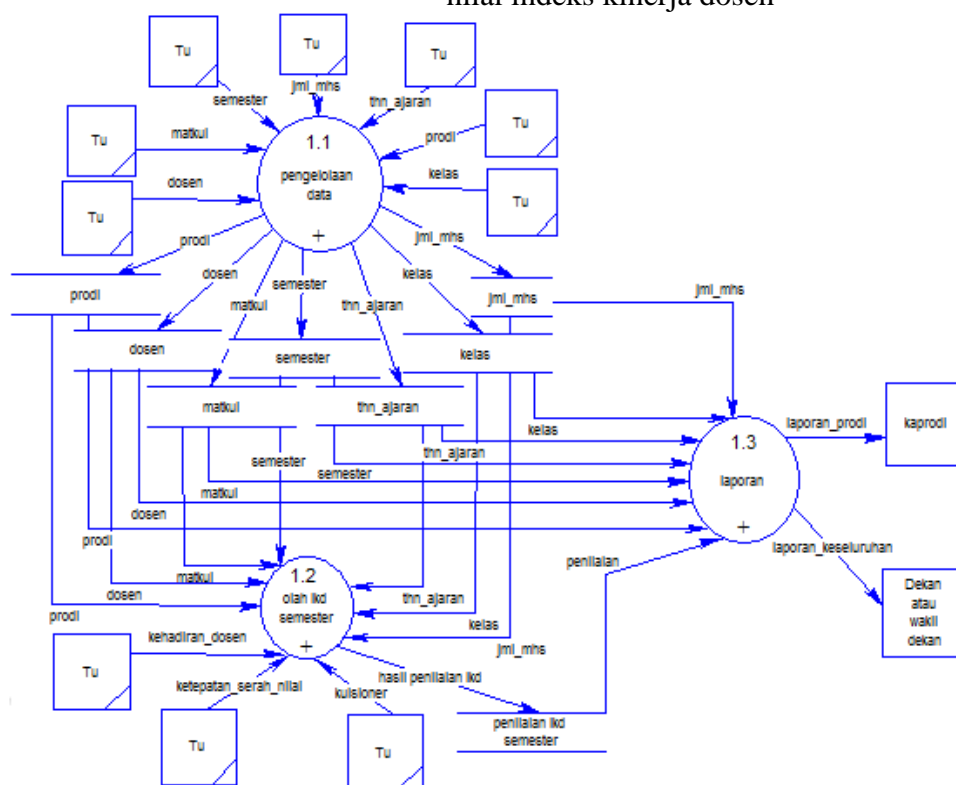 nilai indeks kinerja dosen
Tu
Tu
Tu
semester
jml_mhs
thn_ajaran
Tu
matkul
1.1
pengelolaan
data
+
prodi
Tu
Tu
dosen
kelas
Tu
prodi
dosen
matkul
semester
thn_ajaran
kelas
jml_mhs
prodi
jml_mhs
jml_mhs
dosen
semester
kelas
matkul
thn_ajaran
kelas
thn_ajaran
semester
semester
matkul
dosen
prodi
1.3
laporan
+
laporan_prodi
kaprodi
laporan_keseluruhan
Dekan
atau
wakil
dekan
penilaian
1.2
olah ikd
semester
+
matkul
dosen
prodi
thn_ajaran
kelas
jml_mhs
Tu
kehadiran_dosen
ketepatan_serah_nilai
Tu
kuisioner
Tu
hasil penilaian ikd
penilaian ikd
semester